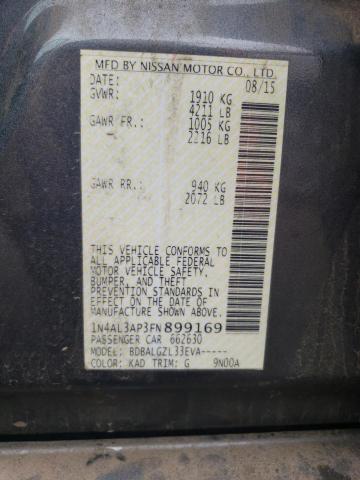 MFD BY NISSAN MOTOR CO., LTD.
DATE: 08/15
GVWR: 1910 KG
4211 LB
GAWR FR.: 1005 KG
2216 LB
GAWR RR.: 940 KG
2072 LB
THIS VEHICLE CONFORMS TO
ALL APPLICABLE FEDERAL
MOTOR VEHICLE SAFETY,
BUMPER, AND THEFT
PREVENTION STANDARDS IN
EFFECT ON THE DATE OF
MANUFACTURE SHOWN ABOVE.
1N4AL3AP3FN899169
PASSENGER CAR 662630
MODEL: BDBALGZL33EVA-----
COLOR: KAD TRIM: G 9N00A